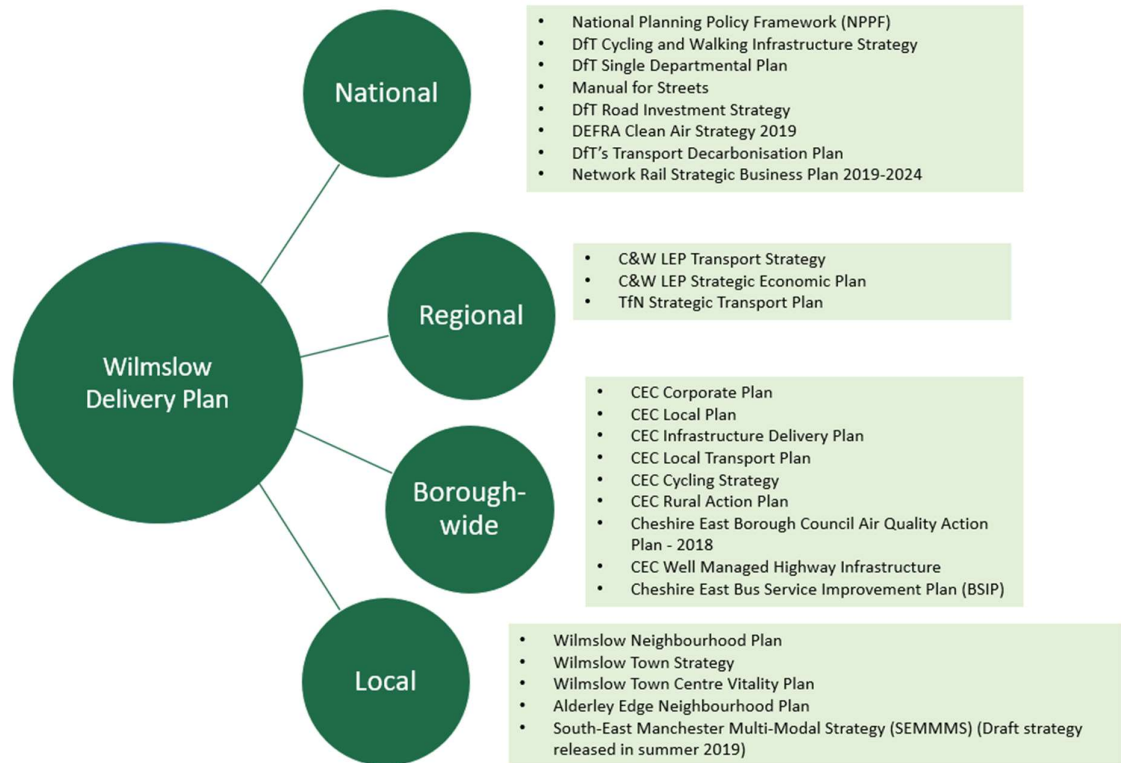 National
• National Planning Policy Framework (NPPF)
• DfT Cycling and Walking Infrastructure Strategy
• DfT Single Departmental Plan
• Manual for Streets
• DfT Road Investment Strategy
• DEFRA Clean Air Strategy 2019
• DfT's Transport Decarbonisation Plan
• Network Rail Strategic Business Plan 2019-2024
Regional
• C&W LEP Transport Strategy
• C&W LEP Strategic Economic Plan
• TfN Strategic Transport Plan
Wilmslow
Delivery Plan
Borough-
wide
• CEC Corporate Plan
• CEC Local Plan
• CEC Infrastructure Delivery Plan
• CEC Local Transport Plan
• CEC Cycling Strategy
• CEC Rural Action Plan
• Cheshire East Borough Council Air Quality Action
Plan - 2018
• CEC Well Managed Highway Infrastructure
• Cheshire East Bus Service Improvement Plan (BSIP)
Local
• Wilmslow Neighbourhood Plan
• Wilmslow Town Strategy
• Wilmslow Town Centre Vitality Plan
• Alderley Edge Neighbourhood Plan
• South-East Manchester Multi-Modal Strategy (SEMMMS) (Draft strategy
released in summer 2019)